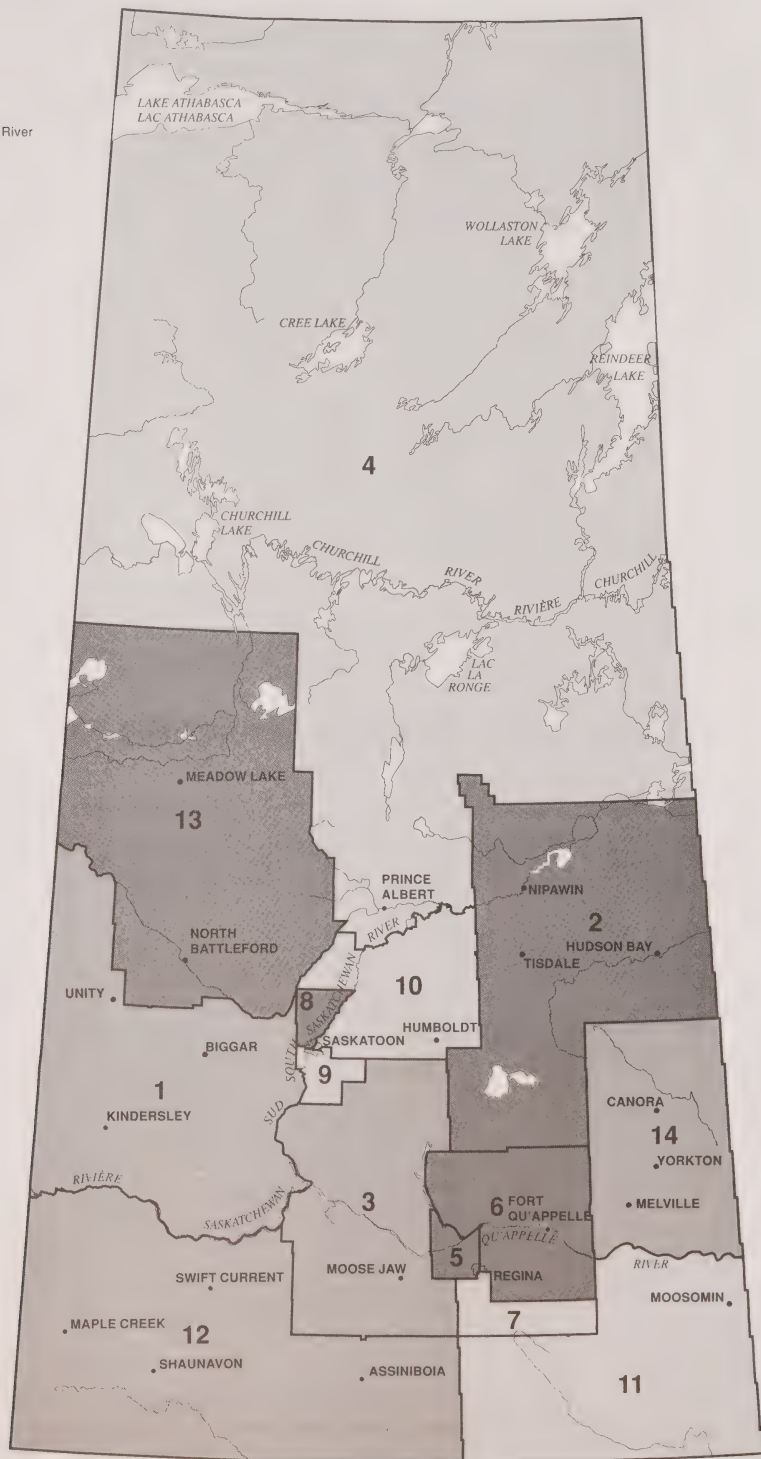 River
LAKE ATHABASCA
LAC ATHABASCA
WOLLASTON
LAKE
CREE LAKE
REINDEER
LAKE
4
CHURCHILL
LAKE
CHURCHILL
RIVER
RIVIÈRE
CHURCHILL
LAC
LA
RONGE
MEADOW LAKE
13
PRINCE
ALBERT
NIPAWIN
RIVER
2
NORTH
BATTLEFORD
TISDALE
HUDSON BAY
SASKATCHEWAN
10
UNITY
8
HUMBOLDT
SASKATOON
BIGGAR
SOUTH
9
1
SUD
CANORA
KINDERSLEY
14
YORKTON
RIVIÈRE
3
6
FORT
QU'APPELLE
MELVILLE
SASKATCHEWAN
5
QU'APPELLE
RIVER
MOOSE JAW
REGINA
SWIFT CURRENT
MOOSOMIN
7
MAPLE CREEK
12
SHAUNAVON
ASSINIBOIA
11